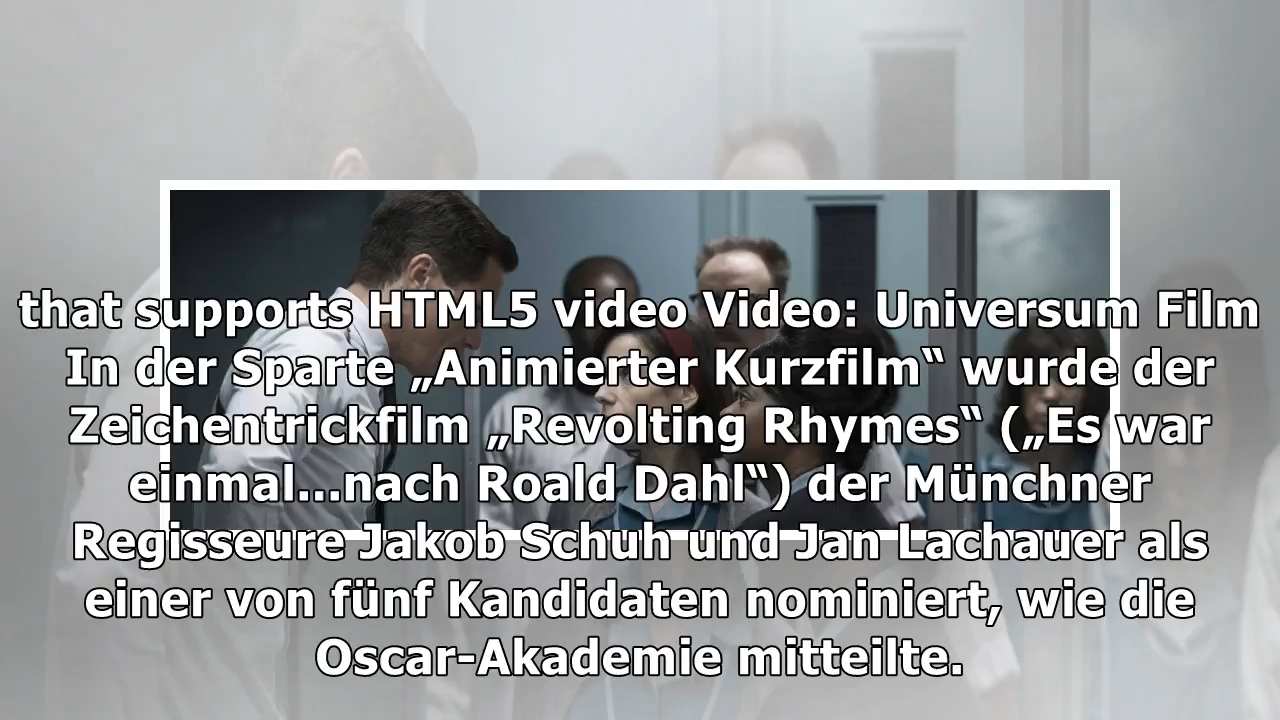 that supports HTML5 video Video: Universum Film
In der Sparte „Animierter Kurzfilm“ wurde der
Zeichentrickfilm „Revolting Rhymes“ („Es war
einmal...nach Roald Dahl“) der Münchner
Regisseure Jakob Schuh und Jan Lachauer als
einer von fünf Kandidaten nominiert, wie die
Oscar-Akademie mitteilte.